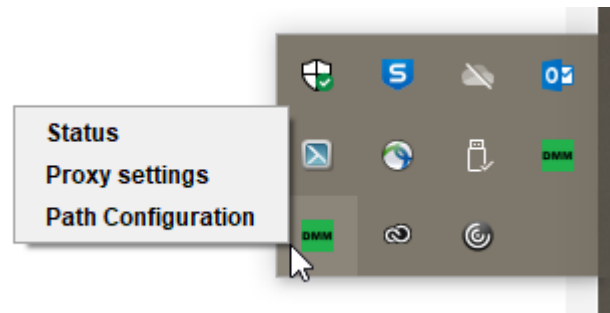 S
O
Status
Proxy settings
DMM
Path Configuration
DMM